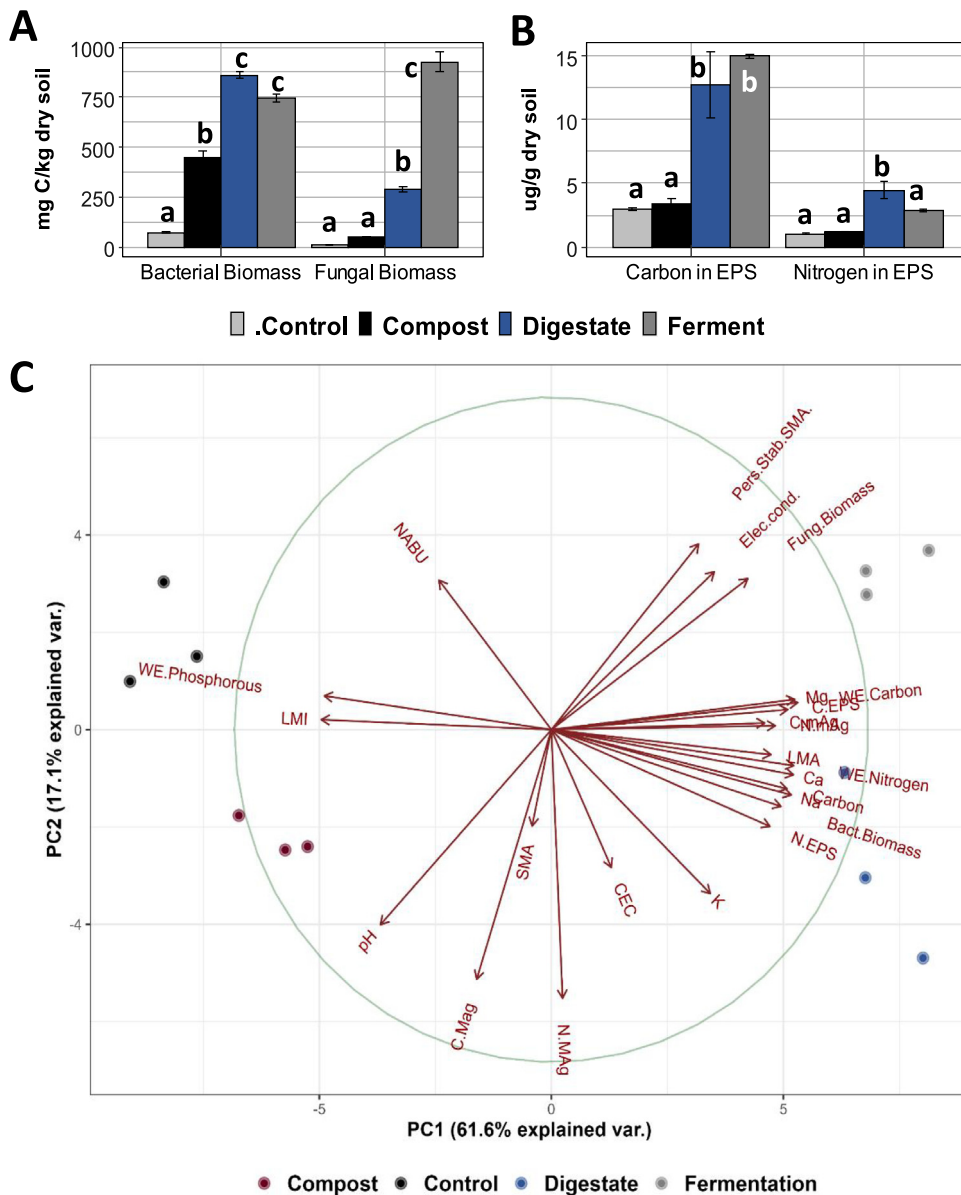 A
mg C/kg dry soil
1000
750
500
250
0
a
b
c
c
a
a
b
c
Bacterial Biomass
Fungal Biomass
B
ug/g dry soil
15
10
5
0
a
a
b
b
a
a
b
a
Carbon in EPS
Nitrogen in EPS
.Control Compost Digestate Ferment
C
PC2 (17.1% explained var.)
4
0
-4
Pers.Stab.SMA.
Elec.cond.
Fung.Biomass
NABU
WE.Phosphorous
LMI
Mg
WE.Carbon
C.EPS
N.mAg
LMA
Ca
WE.Nitrogen
Carbon
Na
Bact.Biomass
N.EPS
SMA
CEC
K
pH
C.Mag
N.MAg
-5
0
5
PC1 (61.6% explained var.)
Compost Control Digestate Fermentation